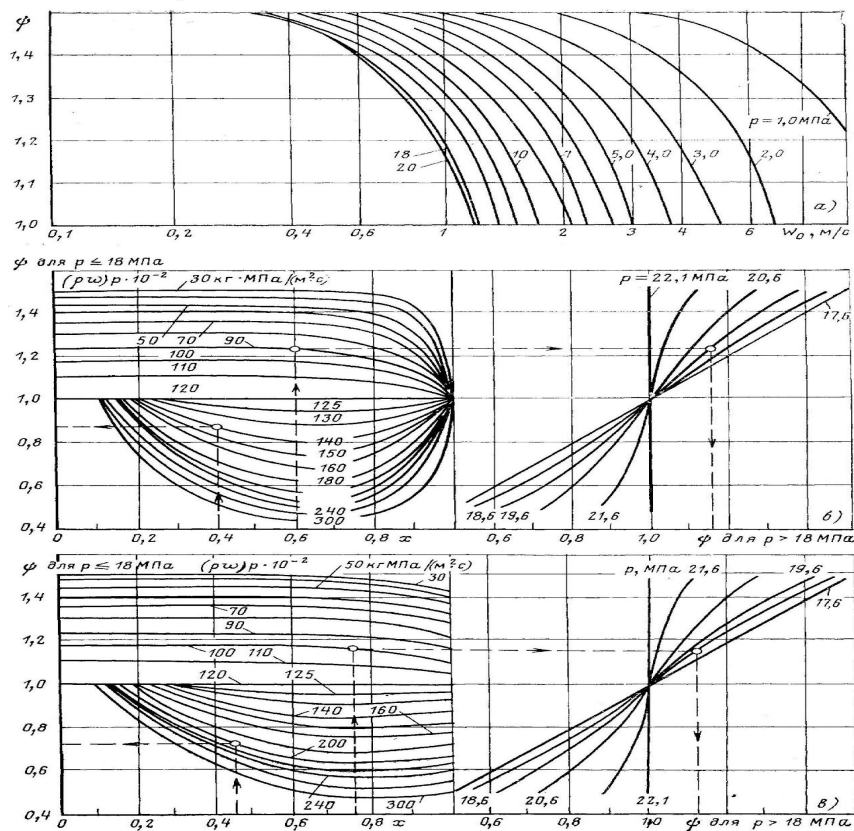 ψ
1,4
1,3
1,2
1,1
1,0
p=1,0 МПа
18
20
10
7
5,0
4,0
3,0
2,0
а)
0,1 0,2 0,4 0,6 1 2 4 6 W₀, м/с
ψ для p ≤ 18 МПа
(ρω)p·10⁻² 30 кг·МПа/(м²с)
p=22,1 МПа 20,6
17,6
1,4
1,2
1,0
0,8
0,6
0,4
50 70 90
100
110
120
125
130
140
150
160
180
240
300
18,6 19,6 21,6
б)
0 0,2 0,4 0,6 0,8 x 0,6 0,8 1,0 ψ для p > 18 МПа
ψ для p ≤ 18 МПа (ρω)p·10⁻² 50 кг МПа/(м²с)
30
p, МПа 21,6 19,6
17,6
1,4
1,2
1,0
0,8
0,6
0,4
70
90
100 110
120 125
140 160
200
240 300
18,6 20,6 22,1
в)
0 0,2 0,4 0,6 0,8 x 0,6 0,8 1,0 ψ для p > 18 МПа